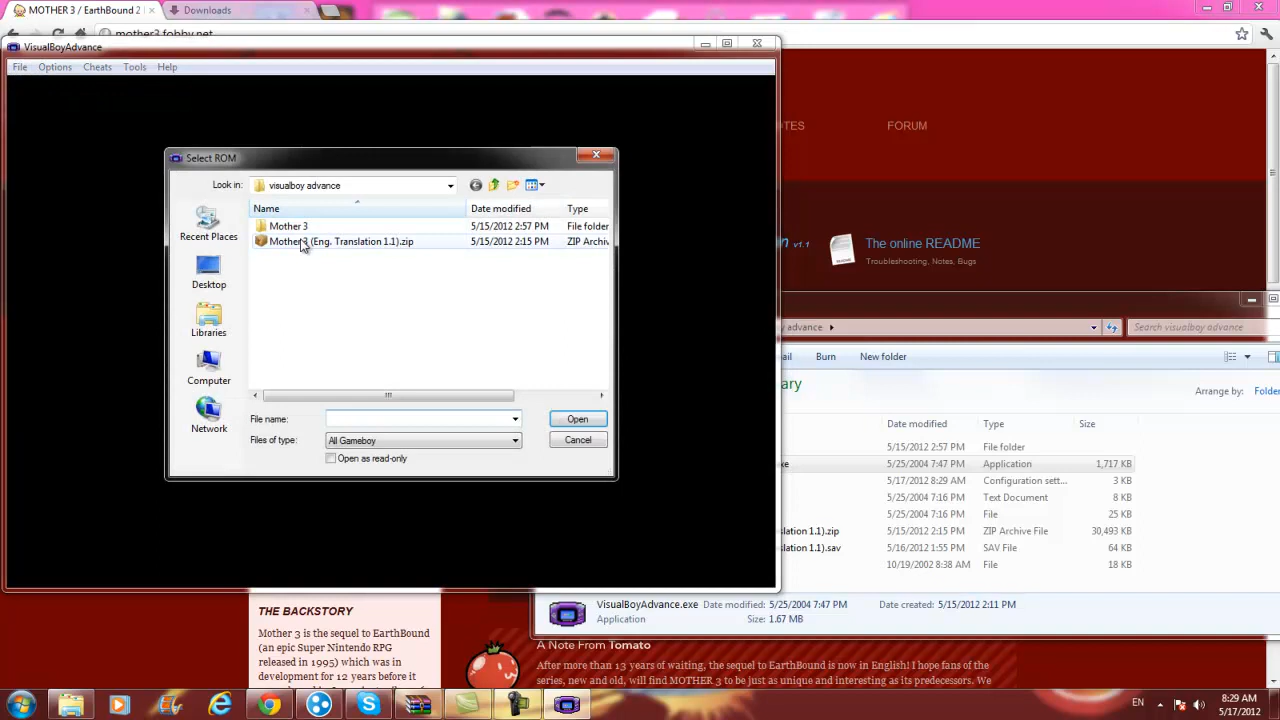 MOTHER 3 / EarthBound 2
Downloads
mother3.fobby.net
VisualBoyAdvance
File Options Cheats Tools Help
FORUM
Select ROM
Look in: visualboy advance
Name Date modified Type
Mother 3 5/15/2012 2:57 PM File folder
Mother 3 (Eng. Translation 1.1).zip 5/15/2012 2:15 PM ZIP Archiv
Recent Places
Desktop
Libraries
Computer
Network
File name: Open
Files of type: All Gameboy Cancel
Open as read-only
v1.1
The online README
Troubleshooting, Notes, Bugs
advance
Search visualboy advance
Burn New folder
Arrange by: Folder
Date modified Type Size
5/15/2012 2:57 PM File folder
5/25/2004 7:47 PM Application 1,717 KB
5/17/2012 8:29 AM Configuration sett... 3 KB
5/25/2004 7:16 PM Text Document 8 KB
5/25/2004 7:16 PM File 25 KB
slation 1.1).zip 5/15/2012 2:15 PM ZIP Archive File 30,493 KB
slation 1.1).sav 5/16/2012 1:55 PM SAV File 64 KB
10/19/2002 8:38 AM File 18 KB
VisualBoyAdvance.exe Date modified: 5/25/2004 7:47 PM Date created: 5/15/2012 2:11 PM
Application Size: 1.67 MB
THE BACKSTORY
Mother 3 is the sequel to EarthBound
(an epic Super Nintendo RPG
released in 1995) which was in
development for 12 years before it
A Note From Tomato
After more than 13 years of waiting, the sequel to EarthBound is now in English! I hope fans of the
series, new and old, will find MOTHER 3 to be just as unique and interesting as its predecessors. We
EN
8:29 AM
5/17/2012